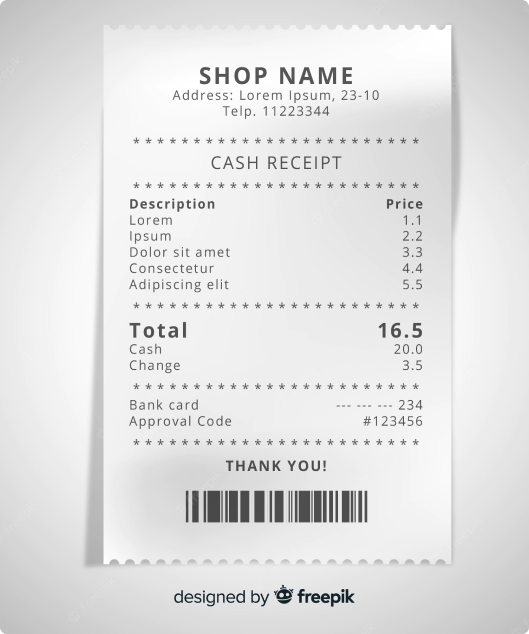 SHOP NAME
Address: Lorem Ipsum, 23-10
Telp. 11223344
* * * * * * * * * * * * * * * * * * * * * * * *
CASH RECEIPT
* * * * * * * * * * * * * * * * * * * * * * * *
Description Price
Lorem 1.1
Ipsum 2.2
Dolor sit amet 3.3
Consectetur 4.4
Adipiscing elit 5.5
* * * * * * * * * * * * * * * * * * * * * * * *
Total 16.5
Cash 20.0
Change 3.5
* * * * * * * * * * * * * * * * * * * * * * * *
Bank card --- --- --- 234
Approval Code #123456
* * * * * * * * * * * * * * * * * * * * * * * *
THANK YOU!
designed by freepik